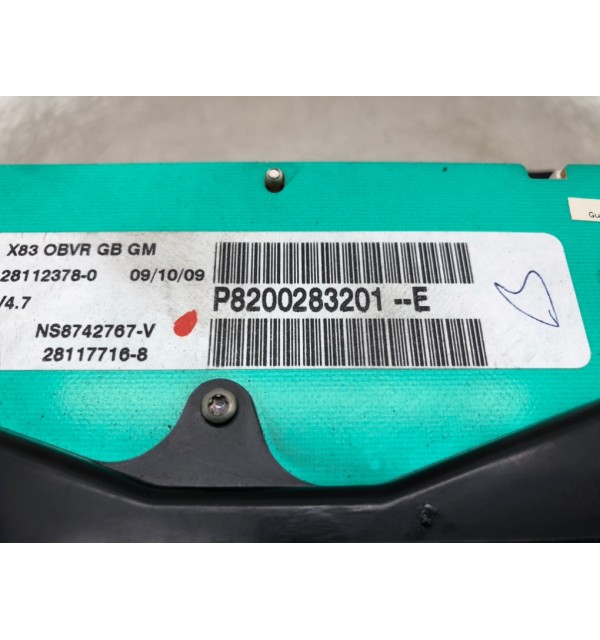 X83 OBVR GB GM
28112378-0 09/10/09
/4.7
P8200283201 --E
NS8742767-V
28117716-8